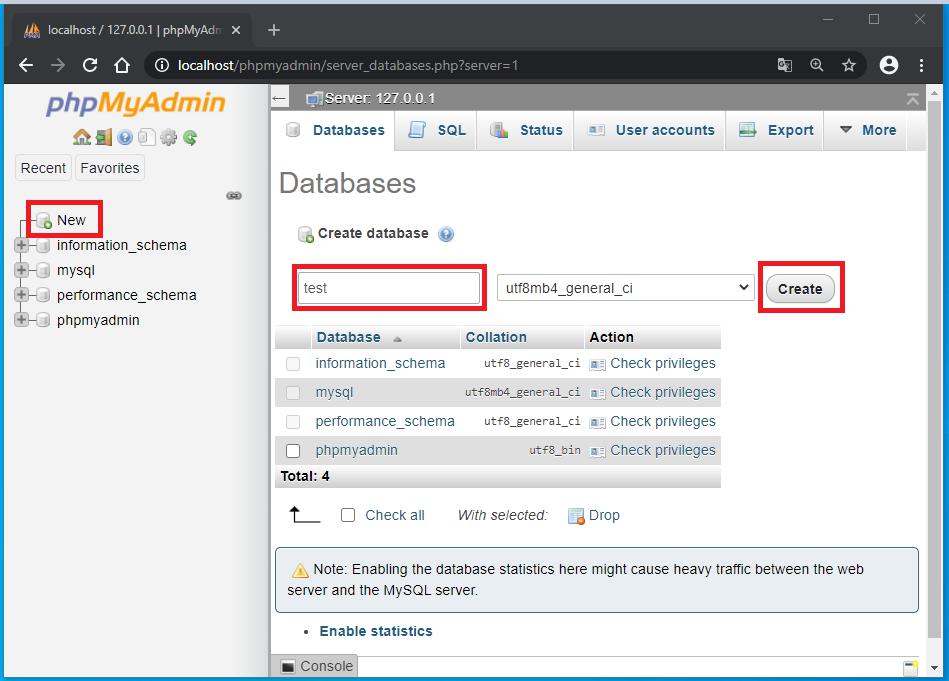 localhost / 127.0.0.1 | phpMyAdm
localhost/phpmyadmin/server_databases.php?server=1
phpMyAdmin
Recent Favorites
New
information_schema
mysql
performance_schema
phpmyadmin
Server: 127.0.0.1
Databases SQL Status User accounts Export More
Databases
Create database
test utf8mb4_general_ci Create
Database Collation Action
information_schema utf8_general_ci Check privileges
mysql utf8mb4_general_ci Check privileges
performance_schema utf8_general_ci Check privileges
phpmyadmin utf8_bin Check privileges
Total: 4
Check all With selected: Drop
Note: Enabling the database statistics here might cause heavy traffic between the web
server and the MySQL server.
Enable statistics
Console